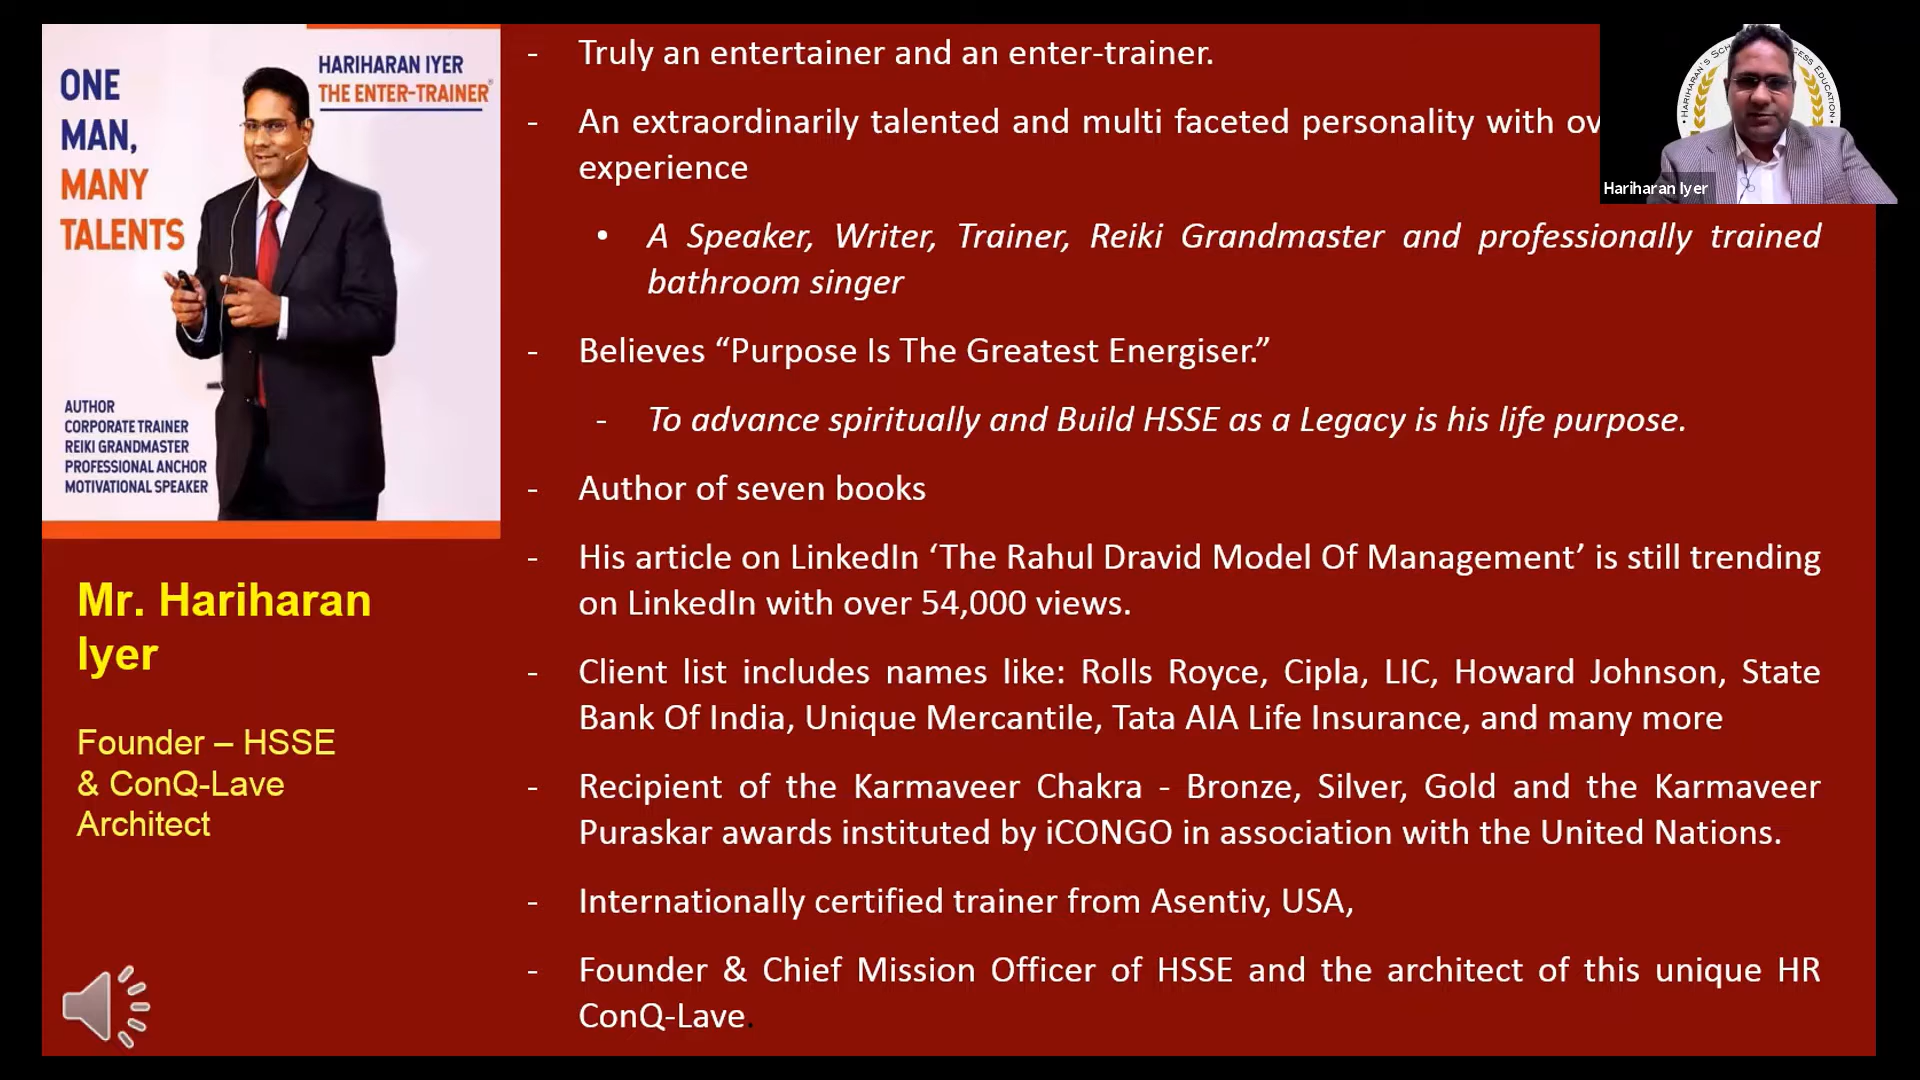 ONE
MAN,
MANY
TALENTS
HARIHARAN IYER
THE ENTER-TRAINER®
AUTHOR
CORPORATE TRAINER
REIKI GRANDMASTER
PROFESSIONAL ANCHOR
MOTIVATIONAL SPEAKER
Mr. Hariharan
Iyer
Founder – HSSE
& ConQ-Lave
Architect
- Truly an entertainer and an enter-trainer.
- An extraordinarily talented and multi faceted personality with
experience
• A Speaker, Writer, Trainer, Reiki Grandmaster and professionally trained
bathroom singer
- Believes “Purpose Is The Greatest Energiser.”
- To advance spiritually and Build HSSE as a Legacy is his life purpose.
- Author of seven books
- His article on LinkedIn ‘The Rahul Dravid Model Of Management’ is still trending
on LinkedIn with over 54,000 views.
- Client list includes names like: Rolls Royce, Cipla, LIC, Howard Johnson, State
Bank Of India, Unique Mercantile, Tata AIA Life Insurance, and many more
- Recipient of the Karmaveer Chakra - Bronze, Silver, Gold and the Karmaveer
Puraskar awards instituted by iCONGO in association with the United Nations.
- Internationally certified trainer from Asentiv, USA,
- Founder & Chief Mission Officer of HSSE and the architect of this unique HR
ConQ-Lave.
HARIHARAN'S
EDUCATION
Hariharan Iyer